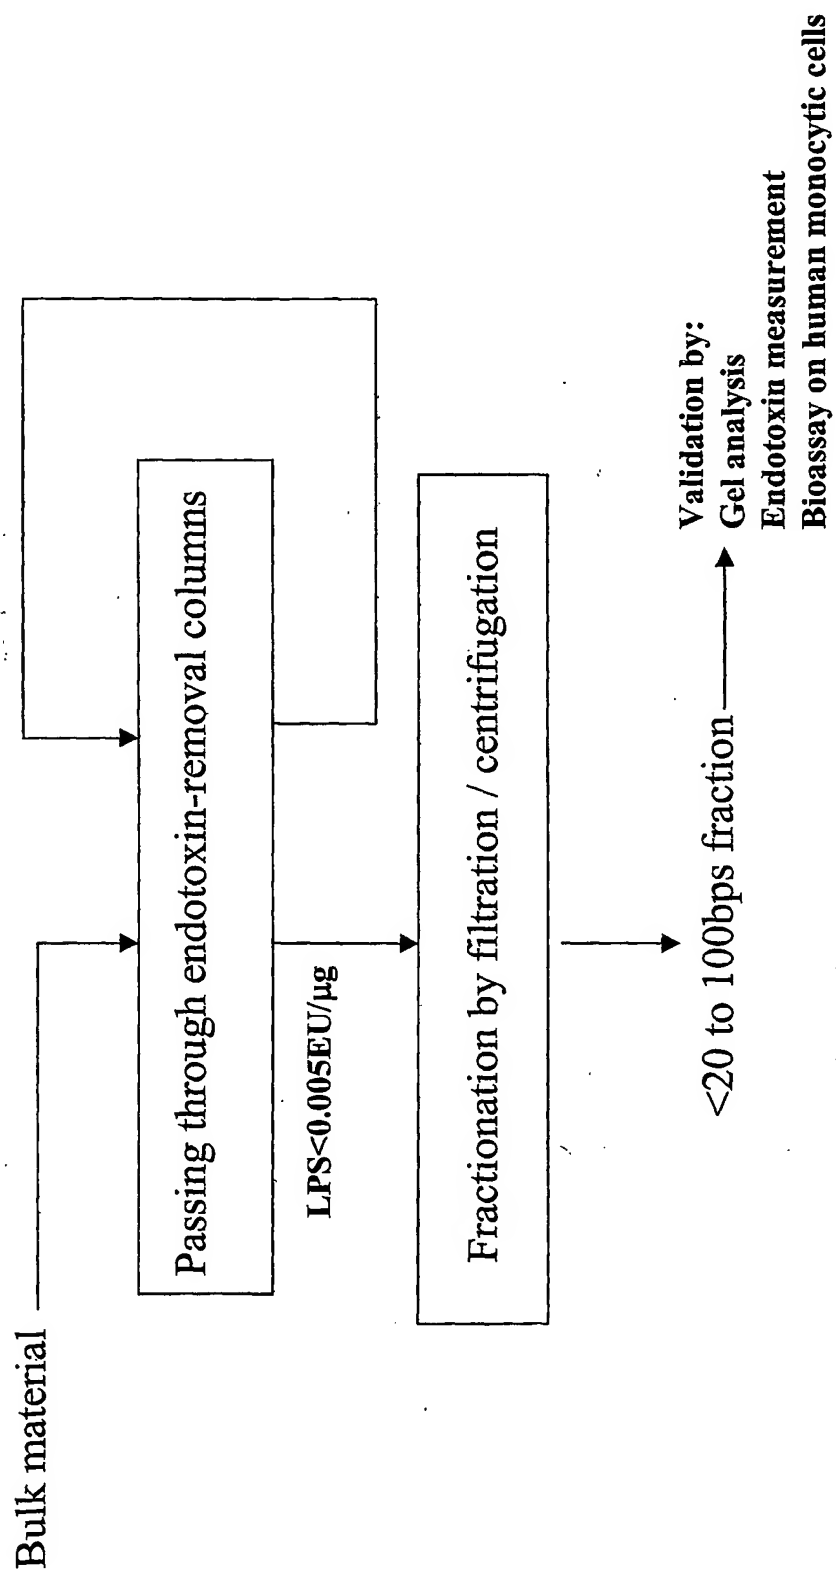 Bulk material
Passing through endotoxin-removal columns
LPS<0.005EU/µg
Fractionation by filtration / centrifugation
<20 to 100bps fraction
Validation by:
Gel analysis
Endotoxin measurement
Bioassay on human monocytic cells